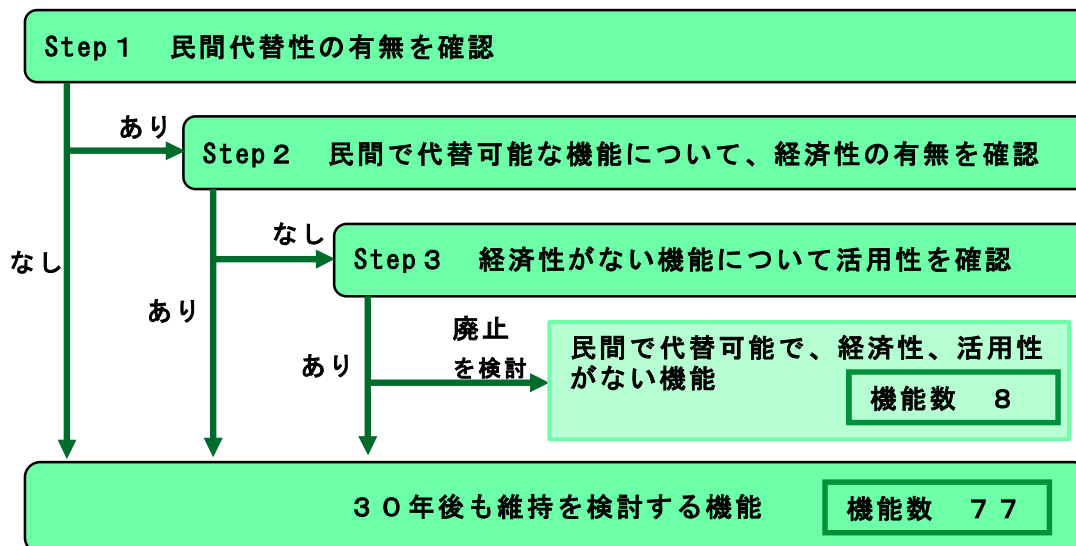 Step１　民間代替性の有無を確認
あり
Step２　民間で代替可能な機能について、経済性の有無を確認
なし
なし
Step３　経済性がない機能について活用性を確認
あり
廃止
を検討
あり
民間で代替可能で、経済性、活用性
がない機能
機能数　８
３０年後も維持を検討する機能
機能数　７７